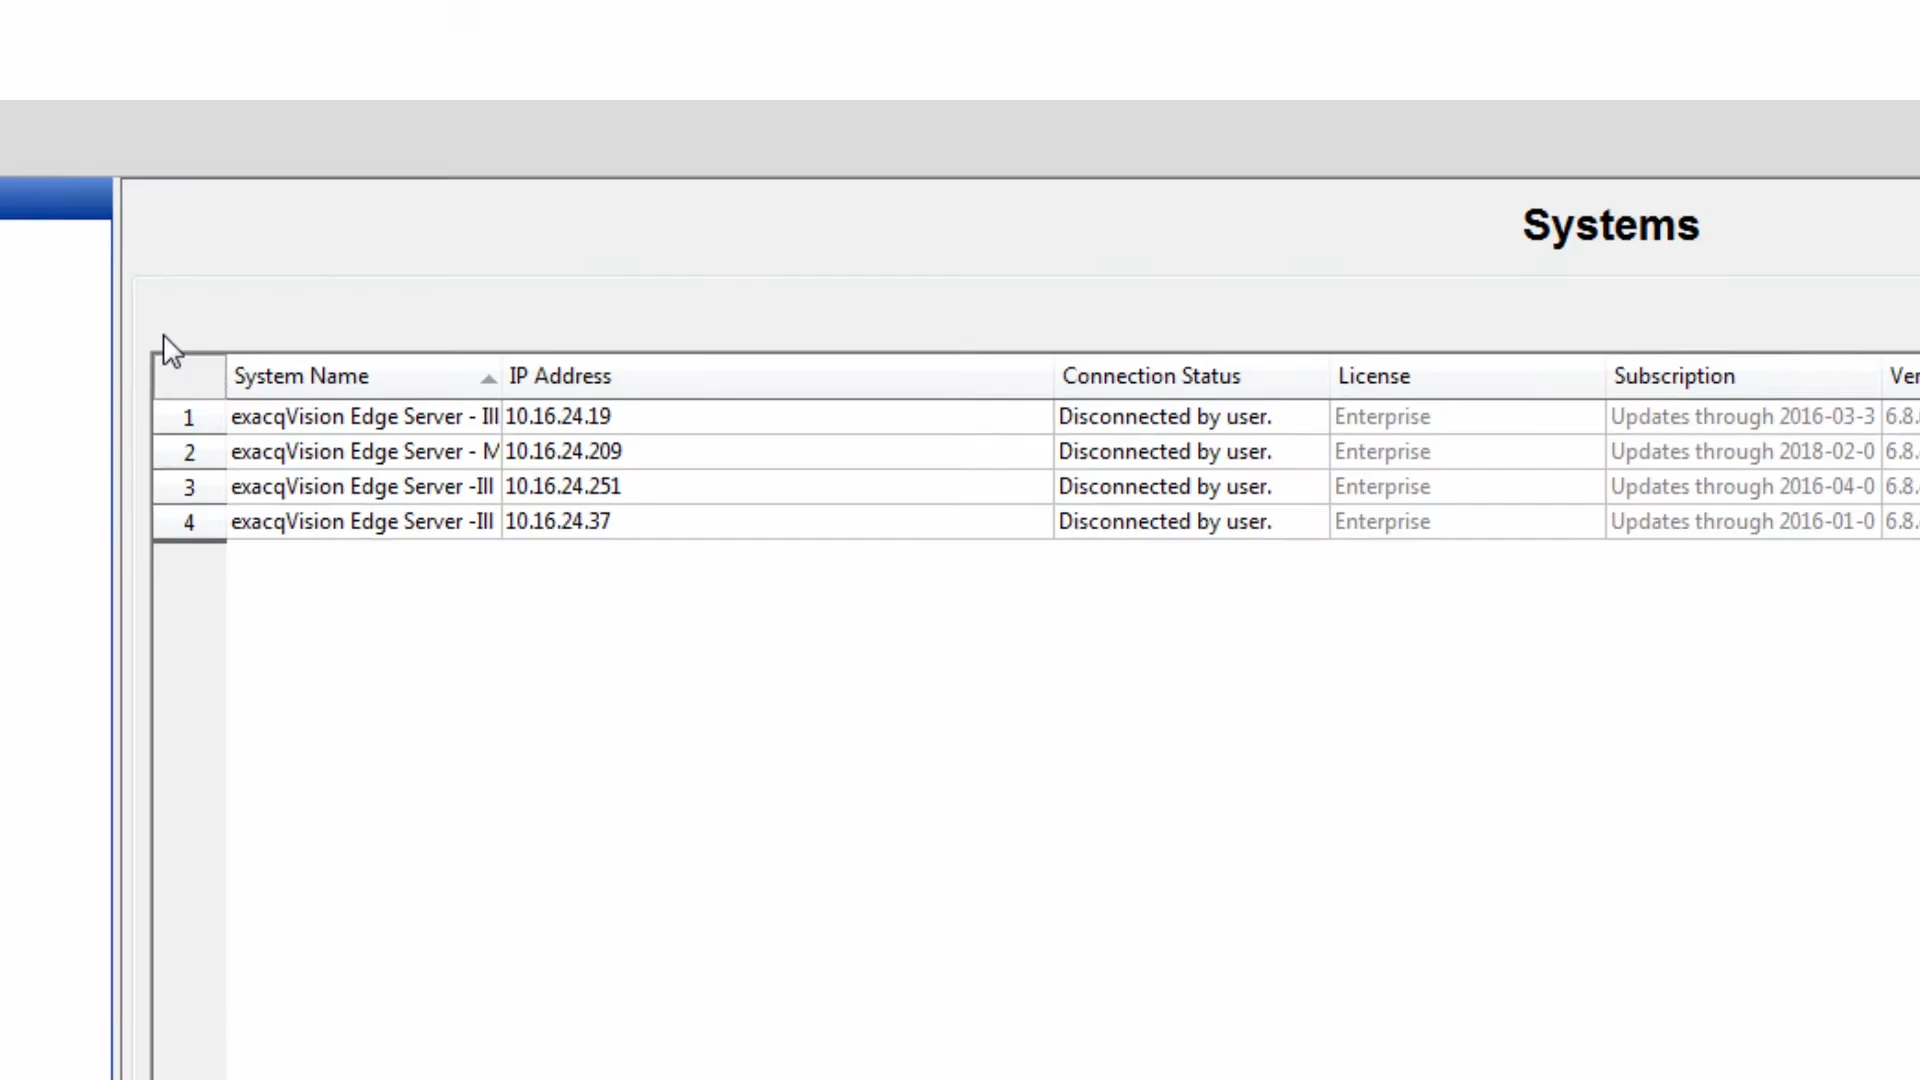 Systems
System Name IP Address Connection Status License Subscription Ver
1 exacqVision Edge Server - Ill 10.16.24.19 Disconnected by user. Enterprise Updates through 2016-03-3 6.8.
2 exacqVision Edge Server - M 10.16.24.209 Disconnected by user. Enterprise Updates through 2018-02-0 6.8.
3 exacqVision Edge Server -Ill 10.16.24.251 Disconnected by user. Enterprise Updates through 2016-04-0 6.8.
4 exacqVision Edge Server -Ill 10.16.24.37 Disconnected by user. Enterprise Updates through 2016-01-0 6.8.